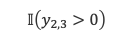 𝕀(y₂,₃ > 0)